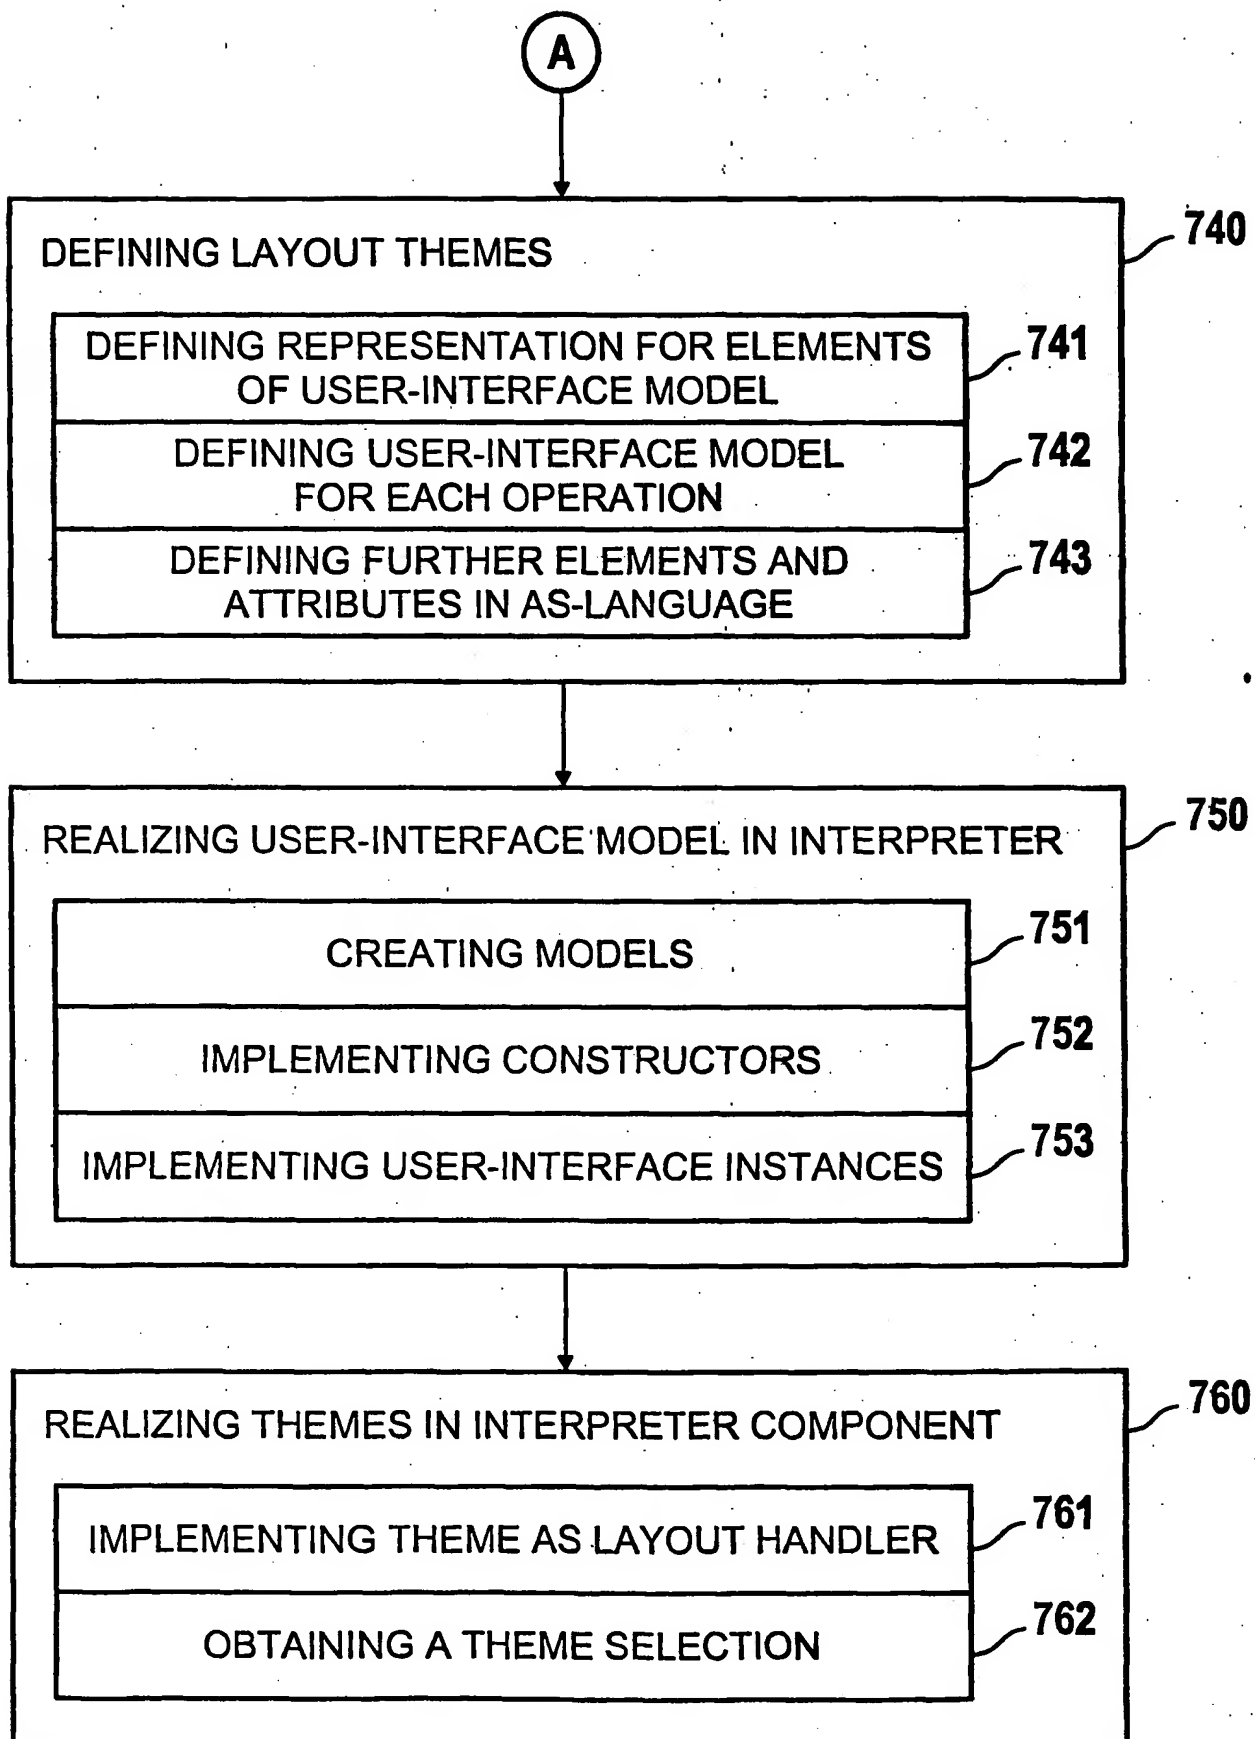 A
DEFINING LAYOUT THEMES
740
DEFINING REPRESENTATION FOR ELEMENTS
OF USER-INTERFACE MODEL
741
DEFINING USER-INTERFACE MODEL
FOR EACH OPERATION
742
DEFINING FURTHER ELEMENTS AND
ATTRIBUTES IN AS-LANGUAGE
743
REALIZING USER-INTERFACE MODEL IN INTERPRETER
750
CREATING MODELS
751
IMPLEMENTING CONSTRUCTORS
752
IMPLEMENTING USER-INTERFACE INSTANCES
753
REALIZING THEMES IN INTERPRETER COMPONENT
760
IMPLEMENTING THEME AS LAYOUT HANDLER
761
OBTAINING A THEME SELECTION
762